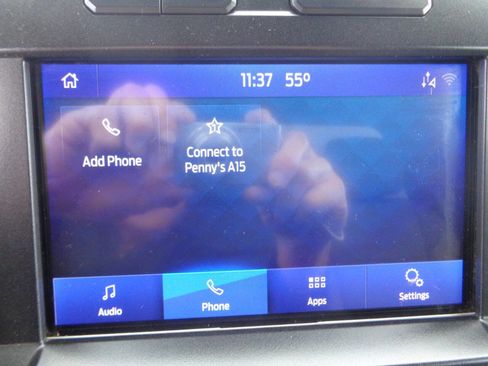 11:37 55°
Add Phone
Connect to
Penny's A15
Audio
Phone
Apps
Settings